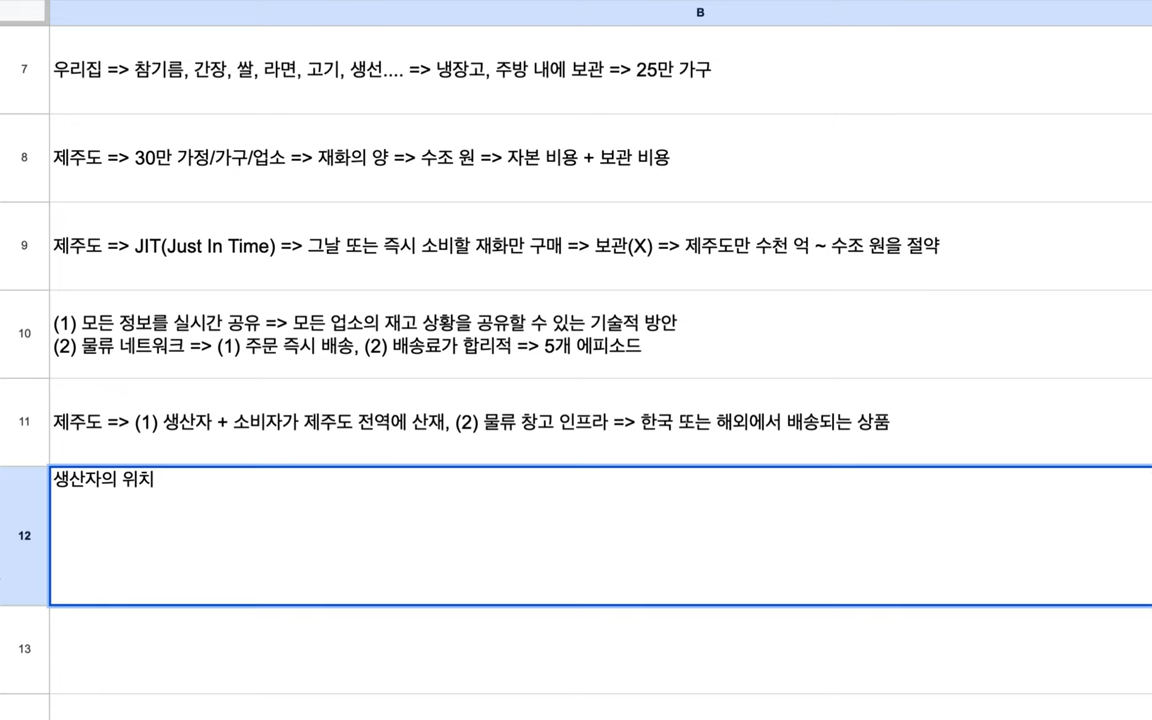 B
7
우리집 => 참기름, 간장, 쌀, 라면, 고기, 생선.... => 냉장고, 주방 내에 보관 => 25만 가구
8
제주도 => 30만 가정/가구/업소 => 재화의 양 => 수조 원 => 자본 비용 + 보관 비용
9
제주도 => JIT(Just In Time) => 그날 또는 즉시 소비할 재화만 구매 => 보관(X) => 제주도만 수천 억 ~ 수조 원을 절약
10
(1) 모든 정보를 실시간 공유 => 모든 업소의 재고 상황을 공유할 수 있는 기술적 방안
(2) 물류 네트워크 => (1) 주문 즉시 배송, (2) 배송료가 합리적 => 5개 에피소드
11
제주도 => (1) 생산자 + 소비자가 제주도 전역에 산재, (2) 물류 창고 인프라 => 한국 또는 해외에서 배송되는 상품
12
생산자의 위치
13